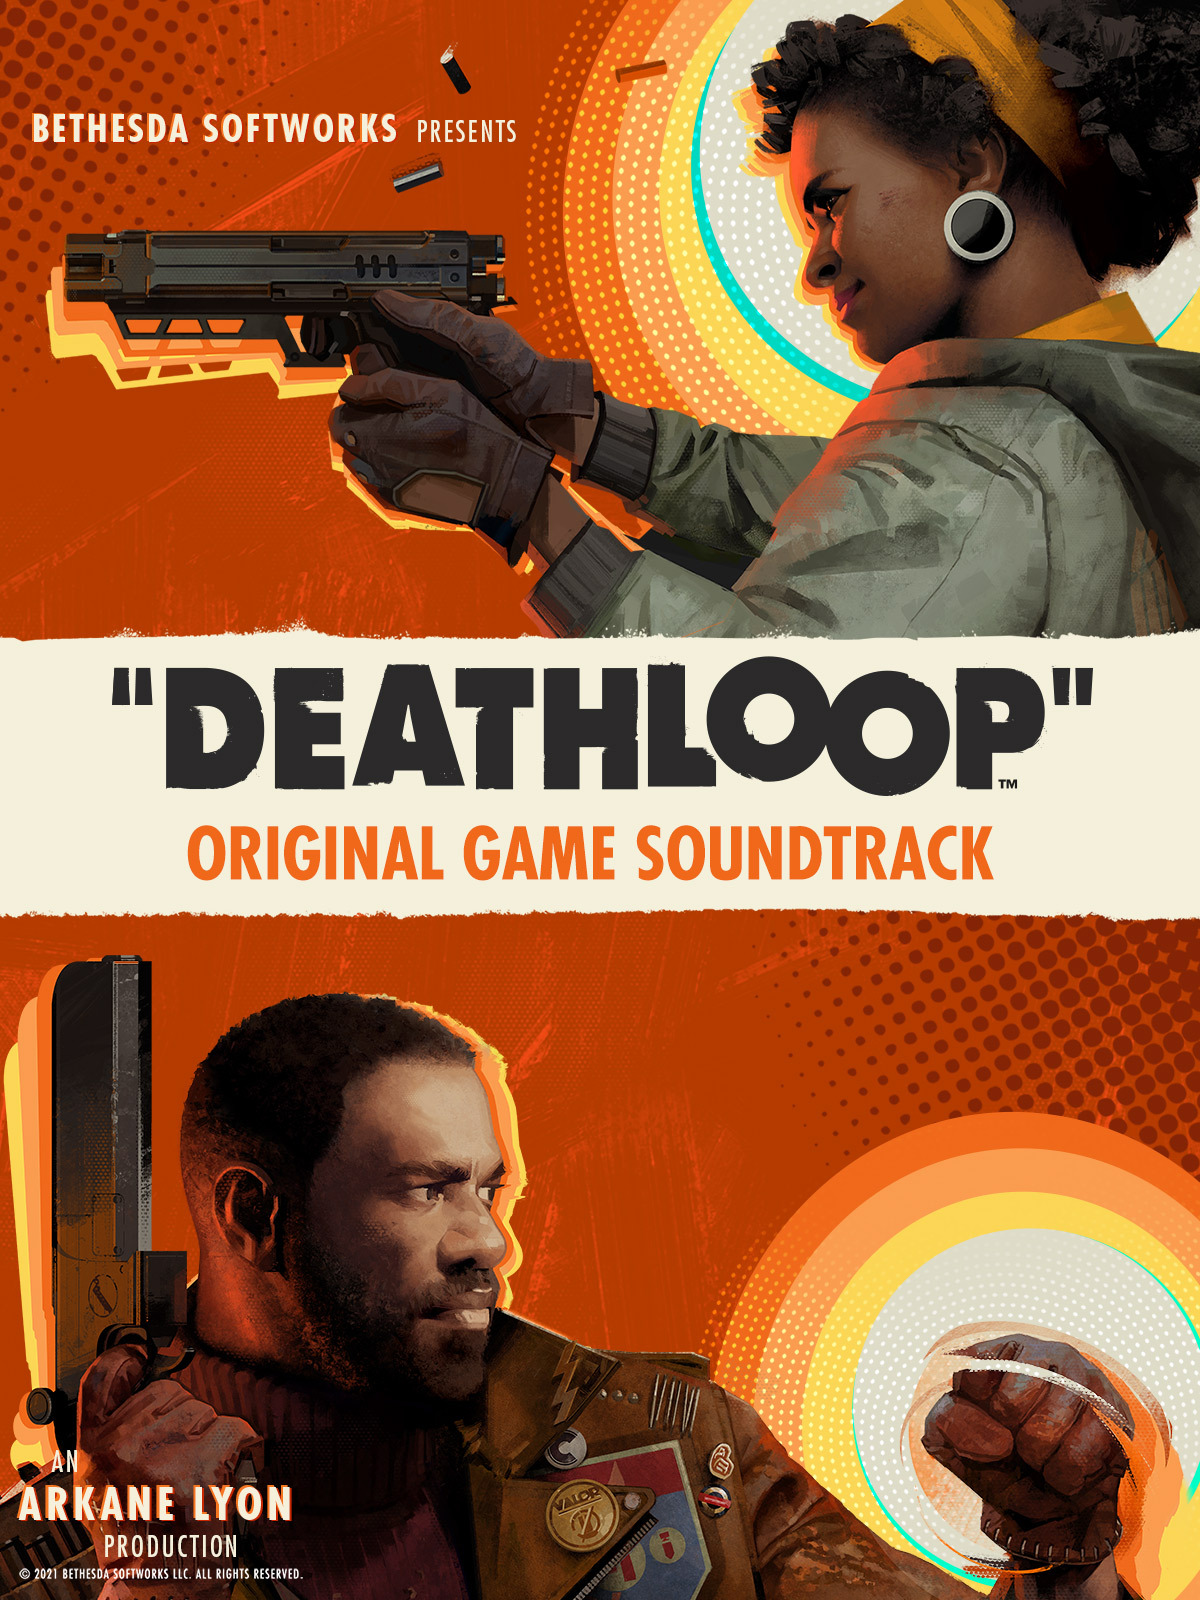 BETHESDA SOFTWORKS PRESENTS
"DEATHLOOP"™
ORIGINAL GAME SOUNDTRACK
AN
ARKANE LYON
PRODUCTION
© 2021 BETHESDA SOFTWORKS LLC. ALL RIGHTS RESERVED.